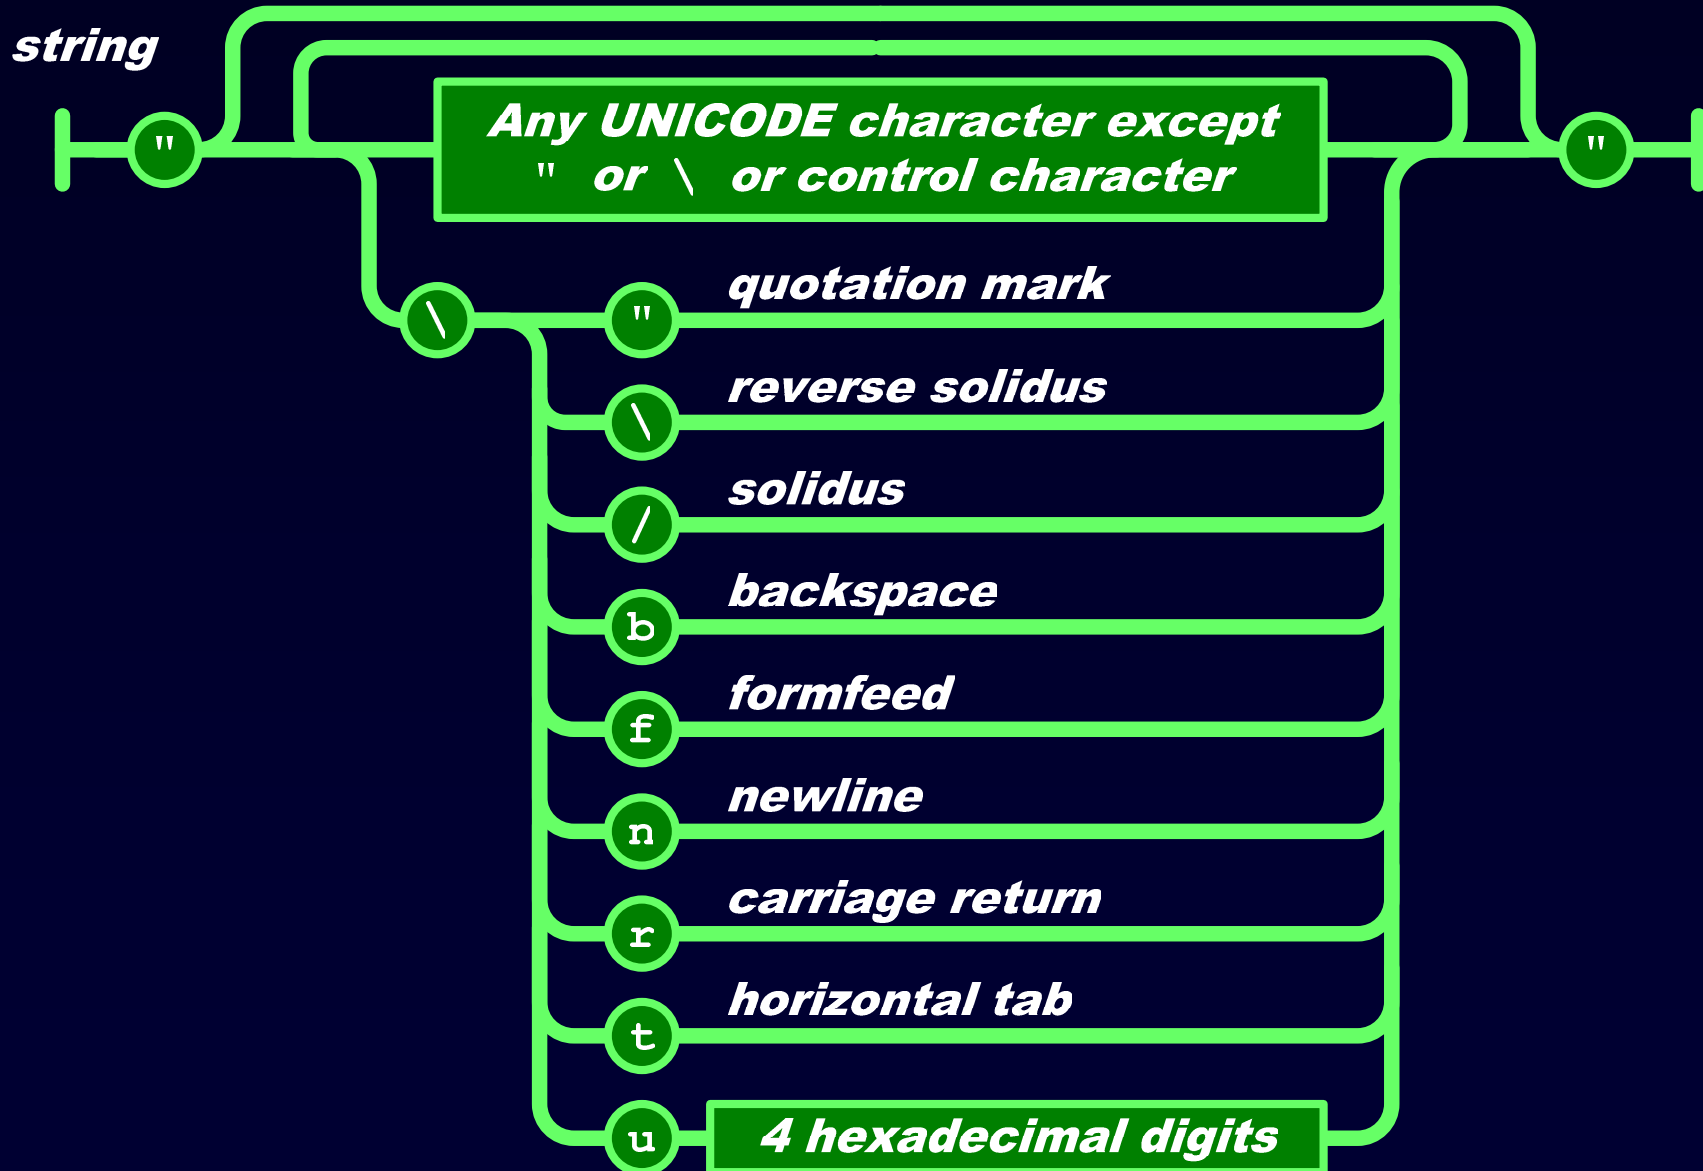 string
"
Any UNICODE character except
" or \ or control character
"
\
quotation mark
"
reverse solidus
\
solidus
/
backspace
b
formfeed
f
newline
n
carriage return
r
horizontal tab
t
u
4 hexadecimal digits